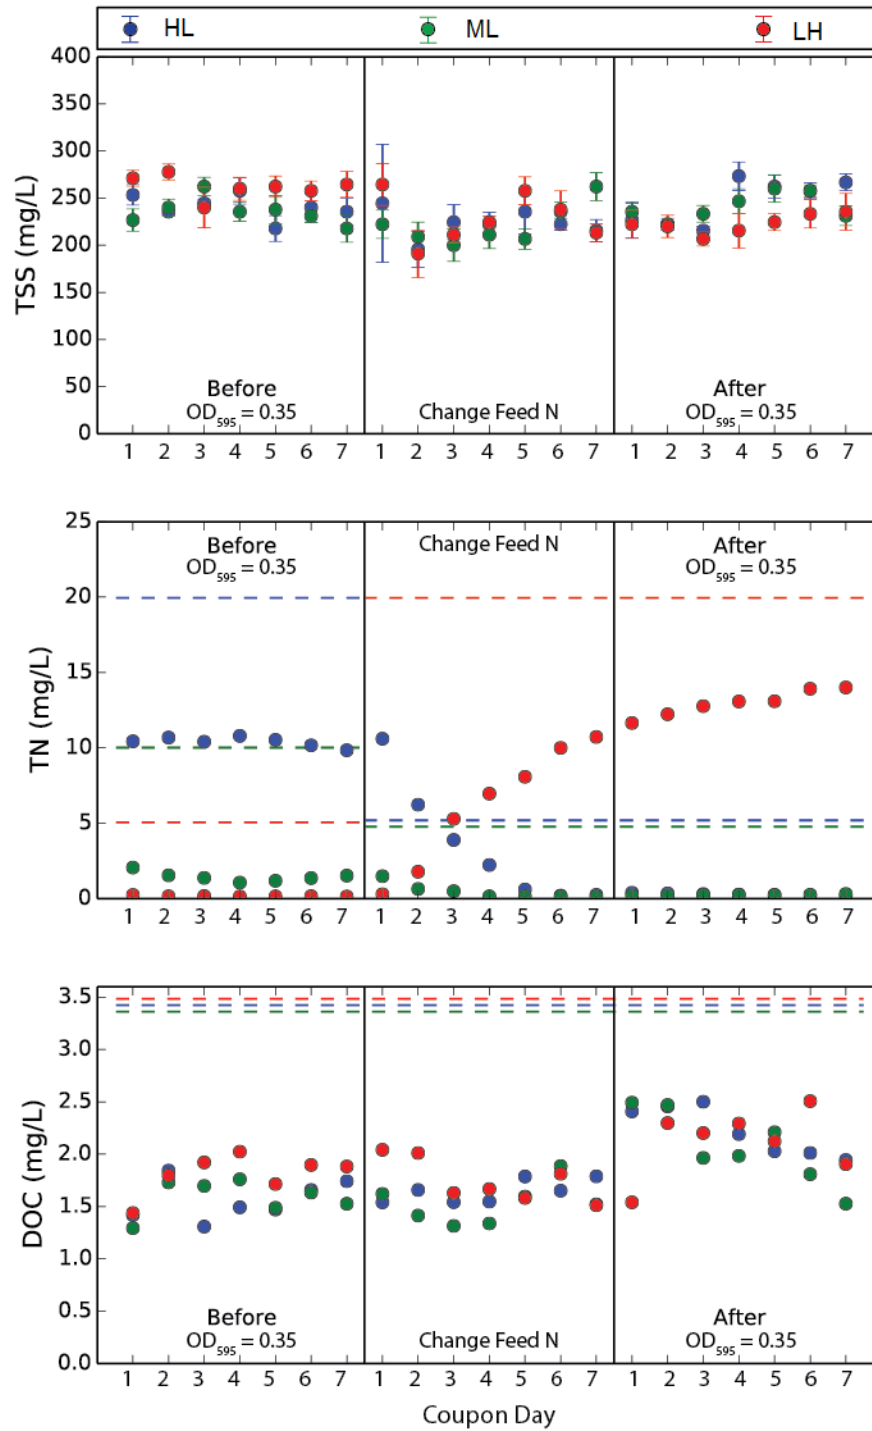 HL ML LH
400
350
300
250
200
150
100
50
0
TSS (mg/L)
Before
OD₅₉₅ = 0.35
Change Feed N
After
OD₅₉₅ = 0.35
1 2 3 4 5 6 7 1 2 3 4 5 6 7 1 2 3 4 5 6 7
25
20
15
10
5
0
TN (mg/L)
Before
OD₅₉₅ = 0.35
Change Feed N
After
OD₅₉₅ = 0.35
1 2 3 4 5 6 7 1 2 3 4 5 6 7 1 2 3 4 5 6 7
3.5
3.0
2.5
2.0
1.5
1.0
0.5
0.0
DOC (mg/L)
Before
OD₅₉₅ = 0.35
Change Feed N
After
OD₅₉₅ = 0.35
1 2 3 4 5 6 7 1 2 3 4 5 6 7 1 2 3 4 5 6 7
Coupon Day